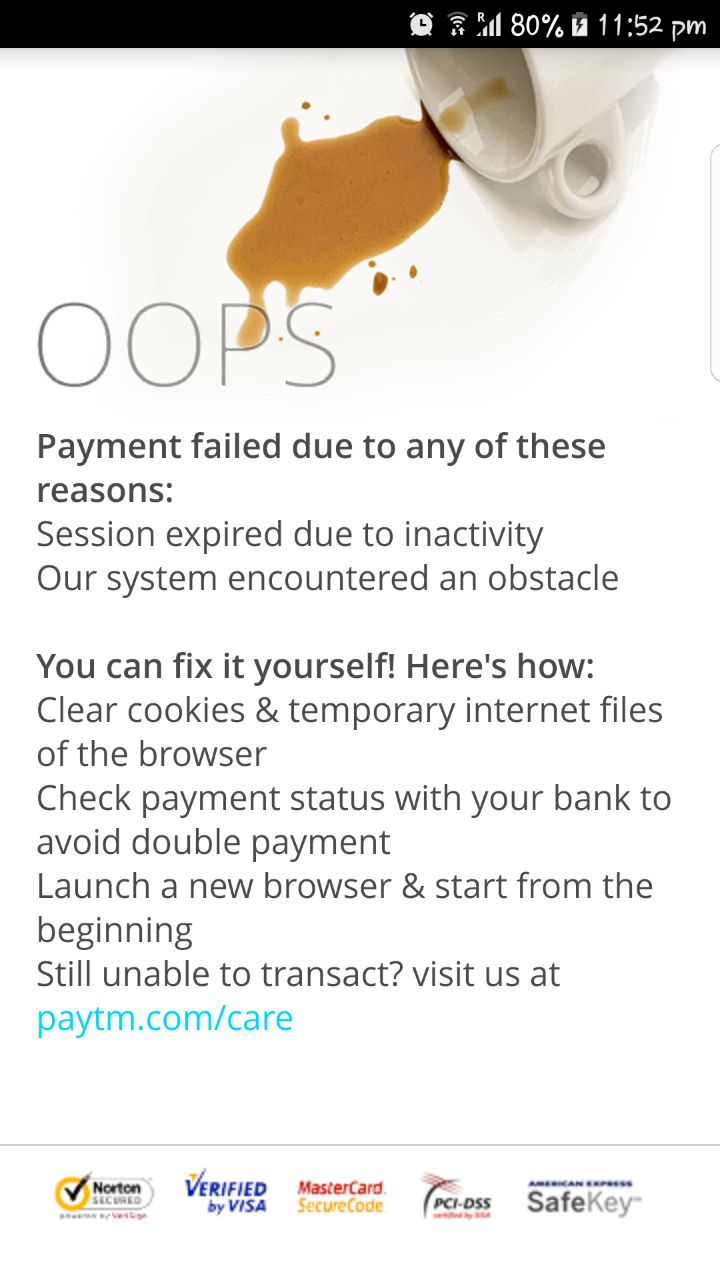 R 80% 11:52 pm
OOPS
Payment failed due to any of these
reasons:
Session expired due to inactivity
Our system encountered an obstacle
You can fix it yourself! Here's how:
Clear cookies & temporary internet files
of the browser
Check payment status with your bank to
avoid double payment
Launch a new browser & start from the
beginning
Still unable to transact? visit us at
paytm.com/care
Norton
SECURED
powered by VeriSign
VERIFIED
by VISA
MasterCard.
SecureCode.
PCI-DSS
certified by SISA
AMERICAN EXPRESS
SafeKey